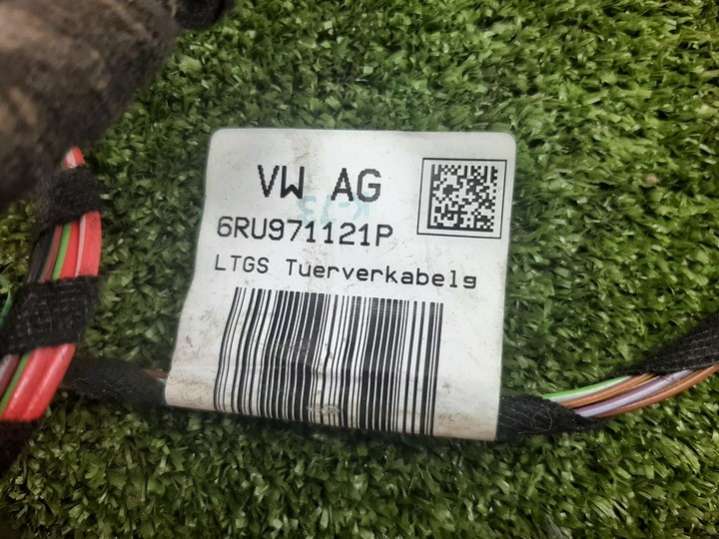 VW AG
6RU971121P
LTGS Tuerverkabelg